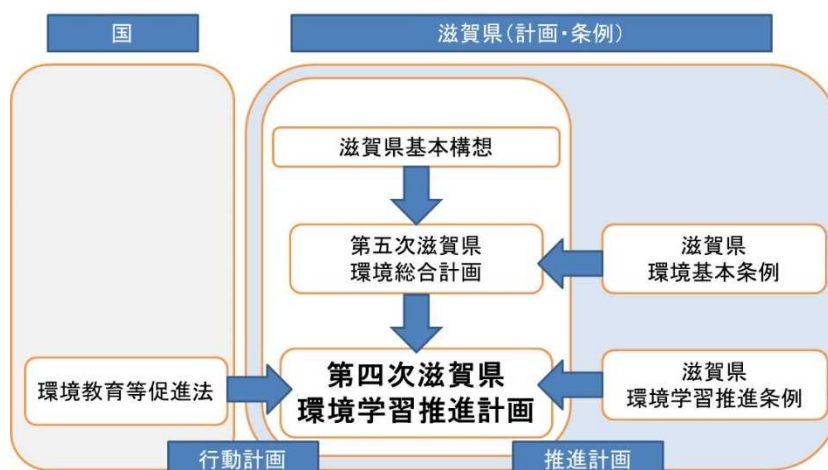 国
滋賀県(計画・条例)
滋賀県基本構想
第五次滋賀県
環境総合計画
滋賀県
環境基本条例
環境教育等促進法
第四次滋賀県
環境学習推進計画
滋賀県
環境学習推進条例
行動計画
推進計画